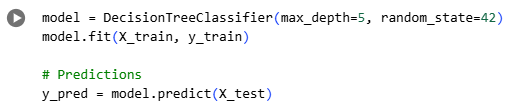 model = DecisionTreeClassifier(max_depth=5, random_state=42)
model.fit(X_train, y_train)
# Predictions
y_pred = model.predict(X_test)